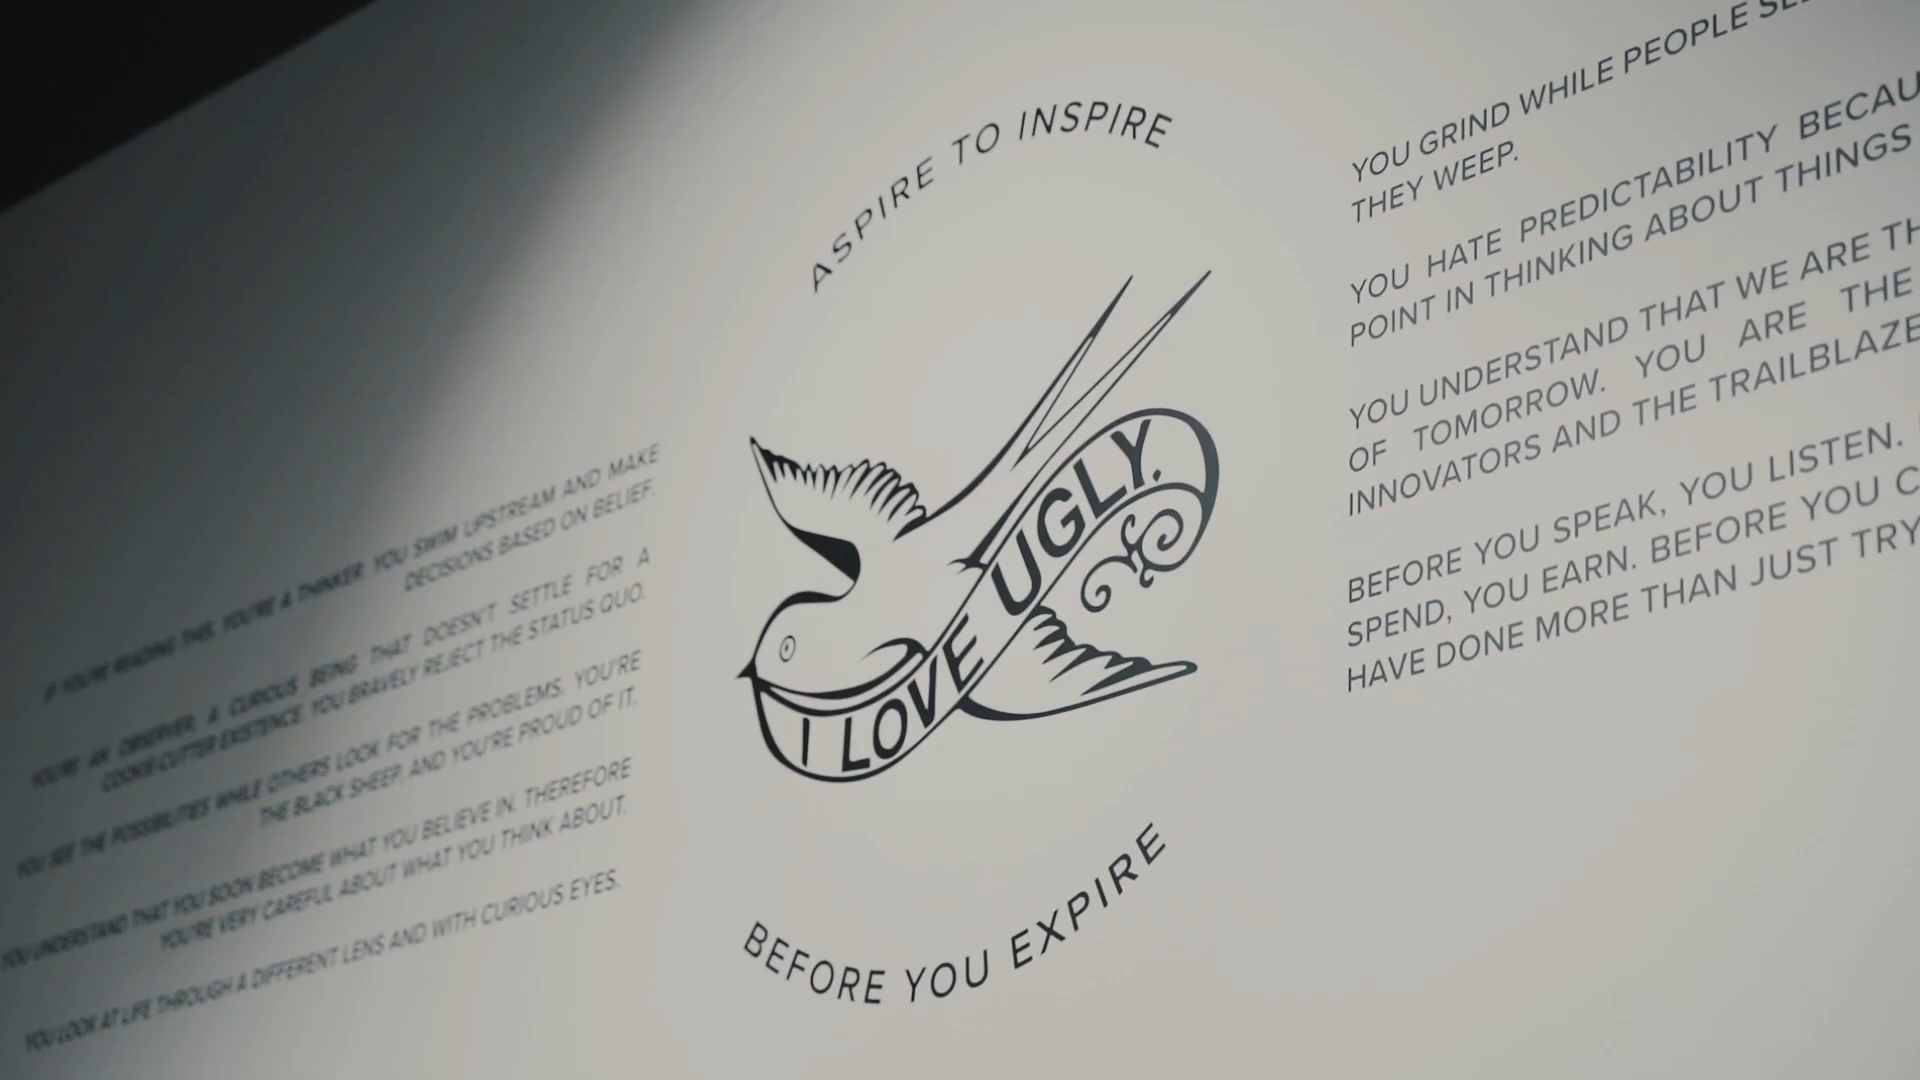 IF YOU'RE READING THIS, YOU'RE A THINKER. YOU SWIM UPSTREAM AND MAKE
DECISIONS BASED ON BELIEF.
YOU'RE AN OBSERVER, A CURIOUS BEING THAT DOESN'T SETTLE FOR A
COOKIE-CUTTER EXISTENCE. YOU BRAVELY REJECT THE STATUS QUO.
YOU SEE THE POSSIBILITIES WHILE OTHERS LOOK FOR THE PROBLEMS. YOU'RE
THE BLACK SHEEP, AND YOU'RE PROUD OF IT.
YOU UNDERSTAND THAT YOU SOON BECOME WHAT YOU BELIEVE IN. THEREFORE
YOU'RE VERY CAREFUL ABOUT WHAT YOU THINK ABOUT.
YOU LOOK AT LIFE THROUGH A DIFFERENT LENS AND WITH CURIOUS EYES.
ASPIRE TO INSPIRE
I LOVE UGLY.
BEFORE YOU EXPIRE
YOU GRIND WHILE PEOPLE
THEY WEEP.
YOU HATE PREDICTABILITY
POINT IN THINKING ABOUT THINGS
YOU UNDERSTAND THAT WE ARE
OF TOMORROW. YOU ARE THE
INNOVATORS AND THE
BEFORE YOU SPEAK, YOU LISTEN.
SPEND, YOU EARN. BEFORE YOU
HAVE DONE MORE THAN JUST